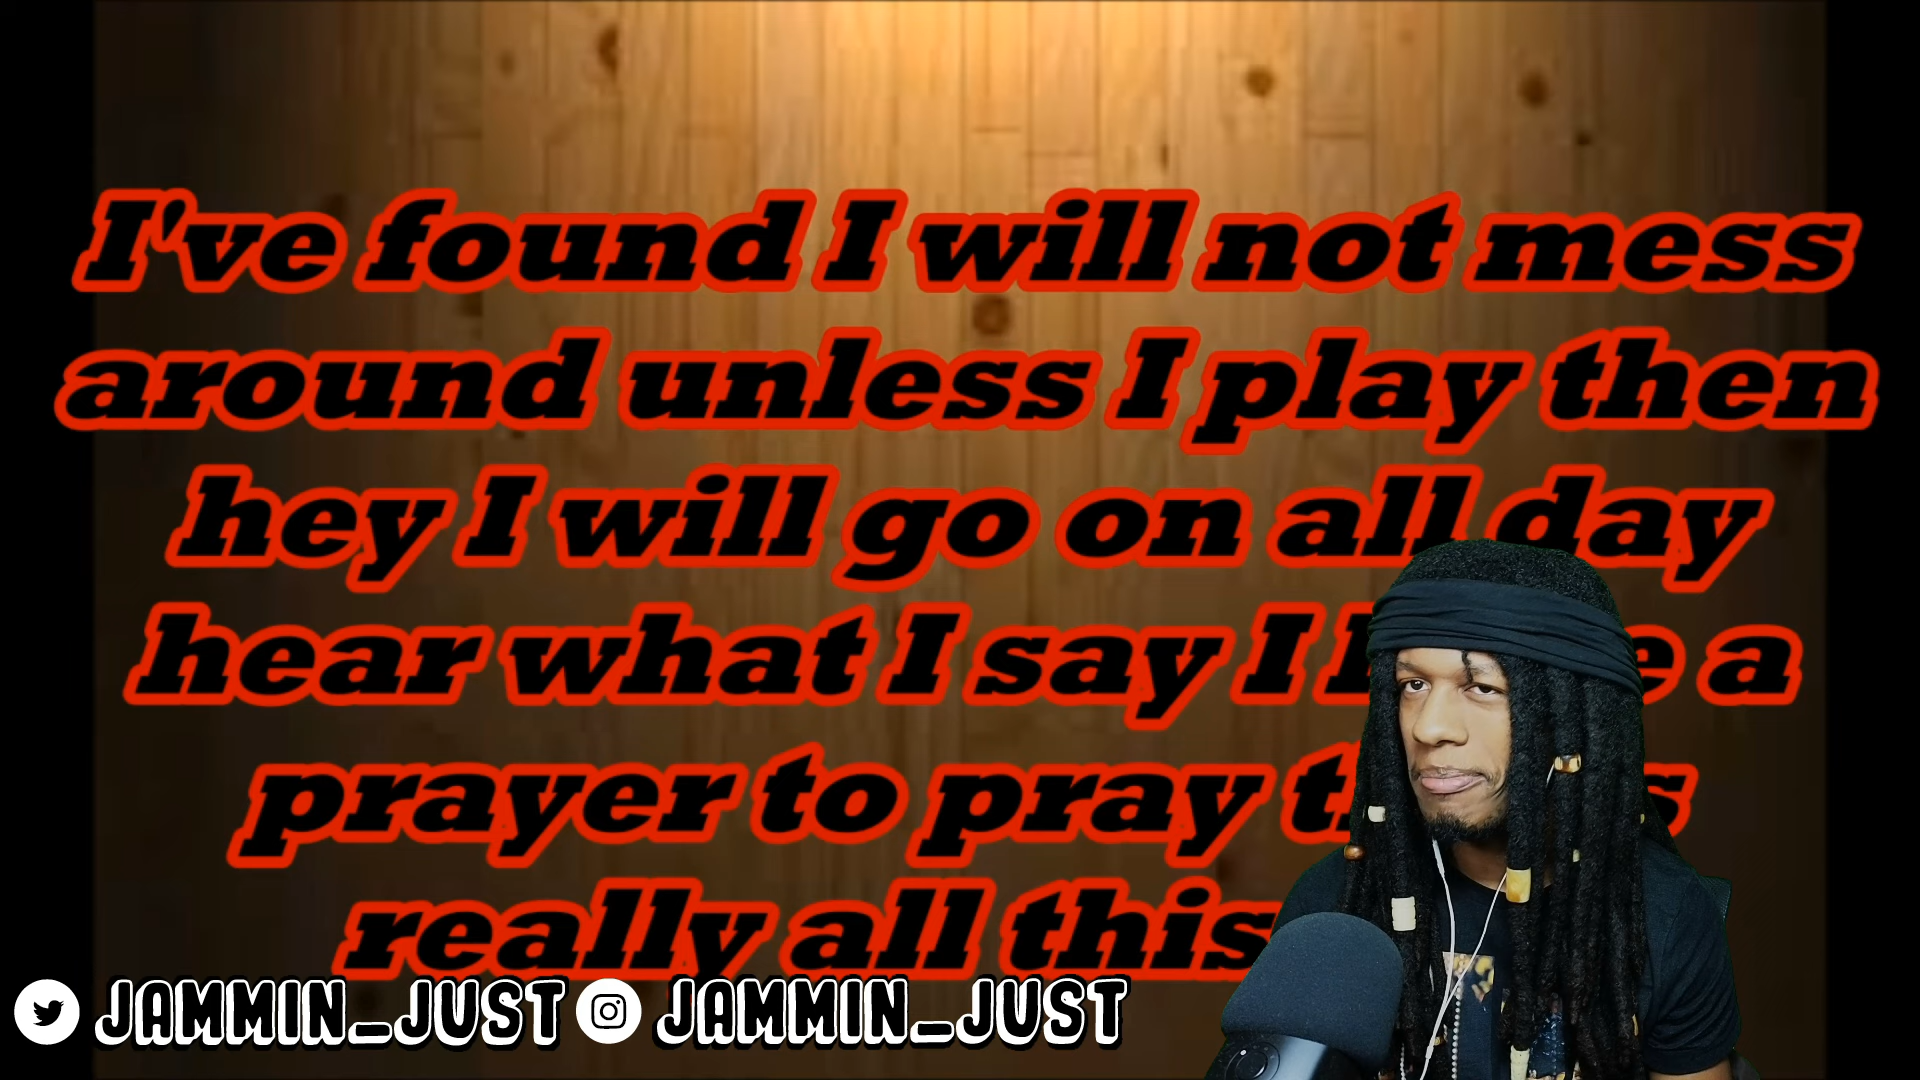 I've found I will not mess
around unless I play then
hey I will go on all day
hear what I say I a
prayer to pray
really all this
JAMMIN_JUST JAMMIN_JUST